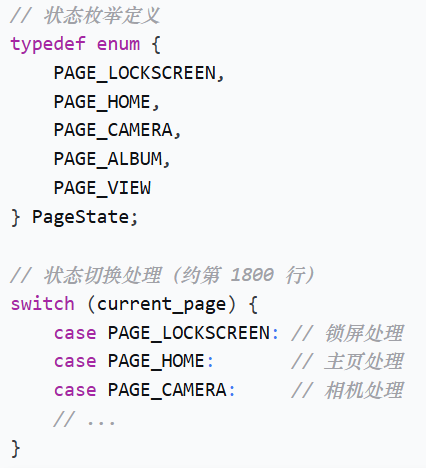 // 状态枚举定义
typedef enum {
    PAGE_LOCKSCREEN,
    PAGE_HOME,
    PAGE_CAMERA,
    PAGE_ALBUM,
    PAGE_VIEW
} PageState;

// 状态切换处理（约第 1800 行）
switch (current_page) {
    case PAGE_LOCKSCREEN: // 锁屏处理
    case PAGE_HOME:       // 主页处理
    case PAGE_CAMERA:     // 相机处理
    // ...
}